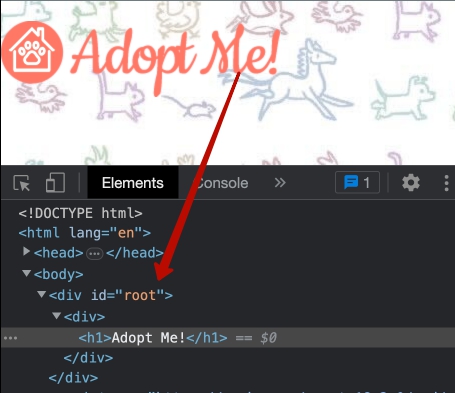 Adopt Me!
Elements Console » 1
<!DOCTYPE html>
<html lang="en">
<head>…</head>
<body>
<div id="root">
<div>
… <h1>Adopt Me!</h1> == $0
</div>
</div>